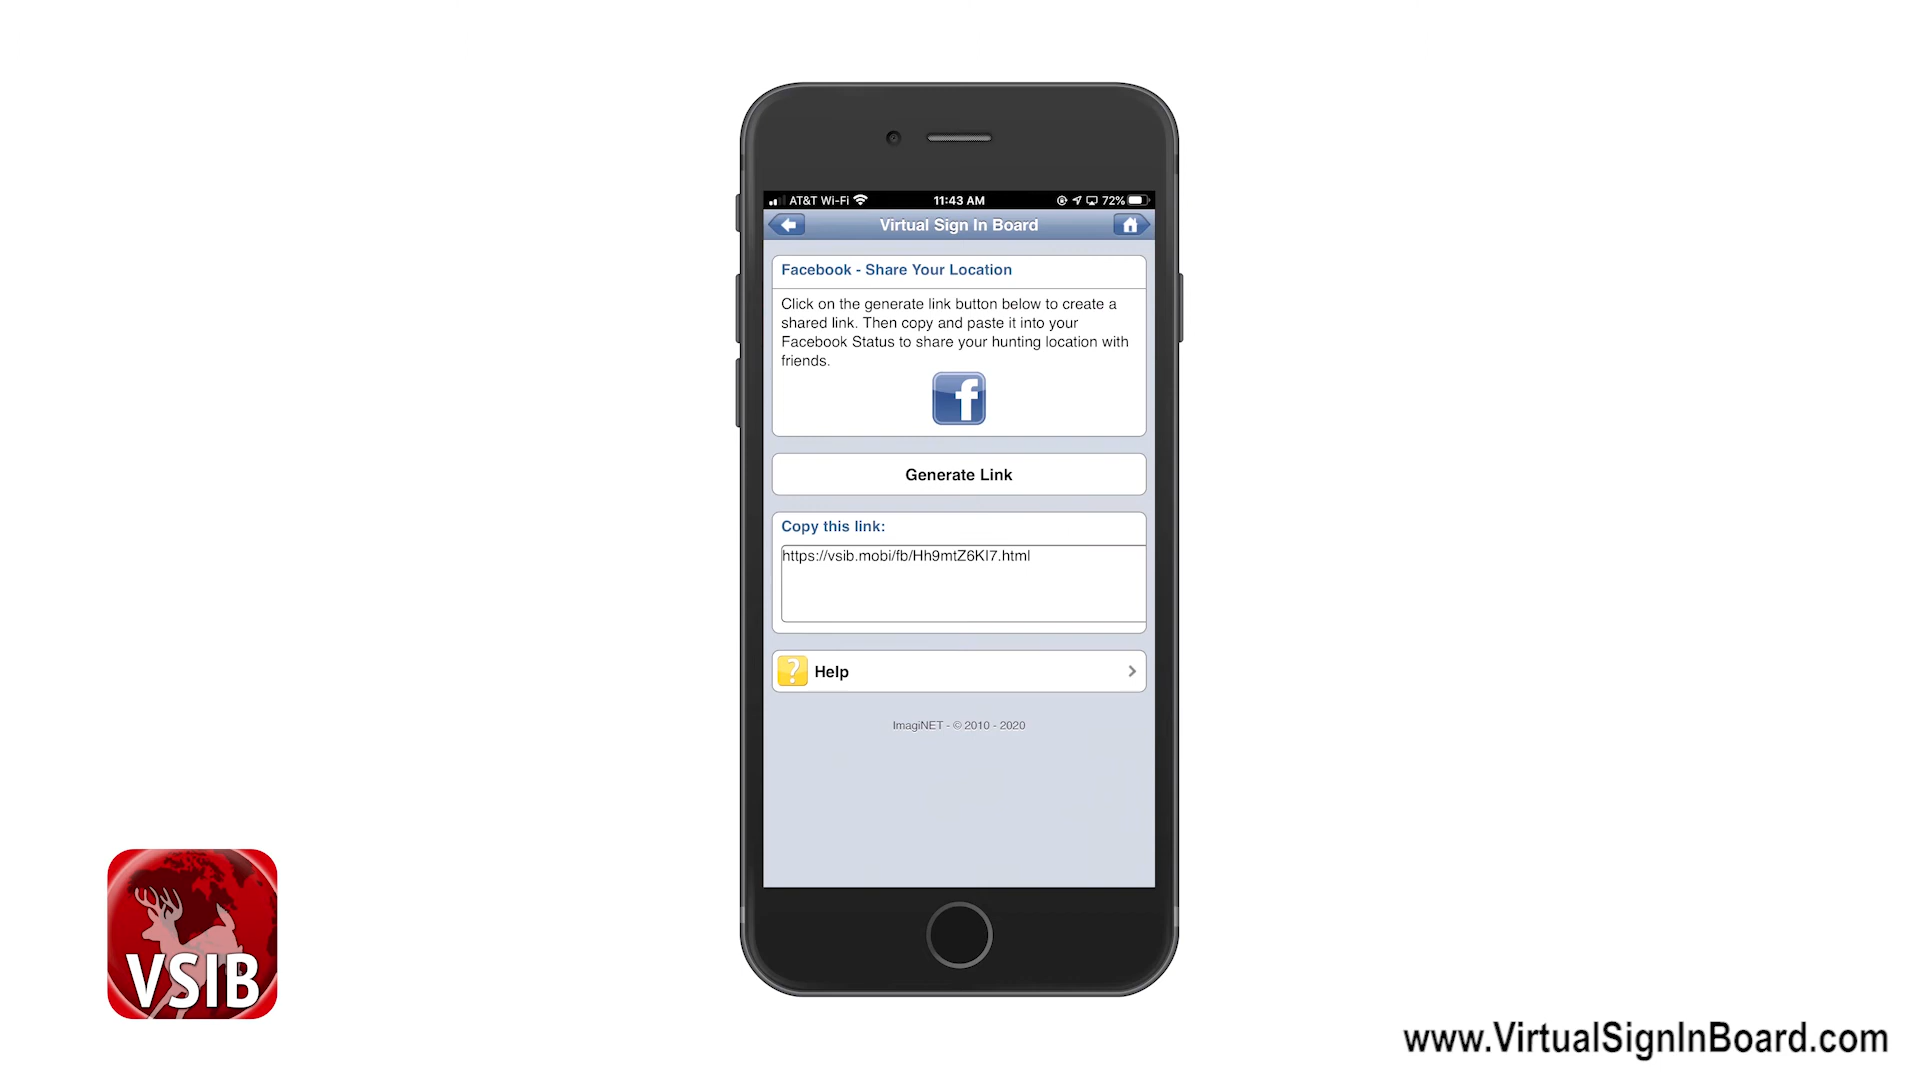 AT&T Wi-Fi 11:43 AM 72%
Virtual Sign In Board
Facebook - Share Your Location
Click on the generate link button below to create a
shared link. Then copy and paste it into your
Facebook Status to share your hunting location with
friends.
f
Generate Link
Copy this link:
https://vsib.mobi/fb/Hh9mtZ6KI7.html
? Help
ImagiNET - © 2010 - 2020
VSIB
www.VirtualSignInBoard.com